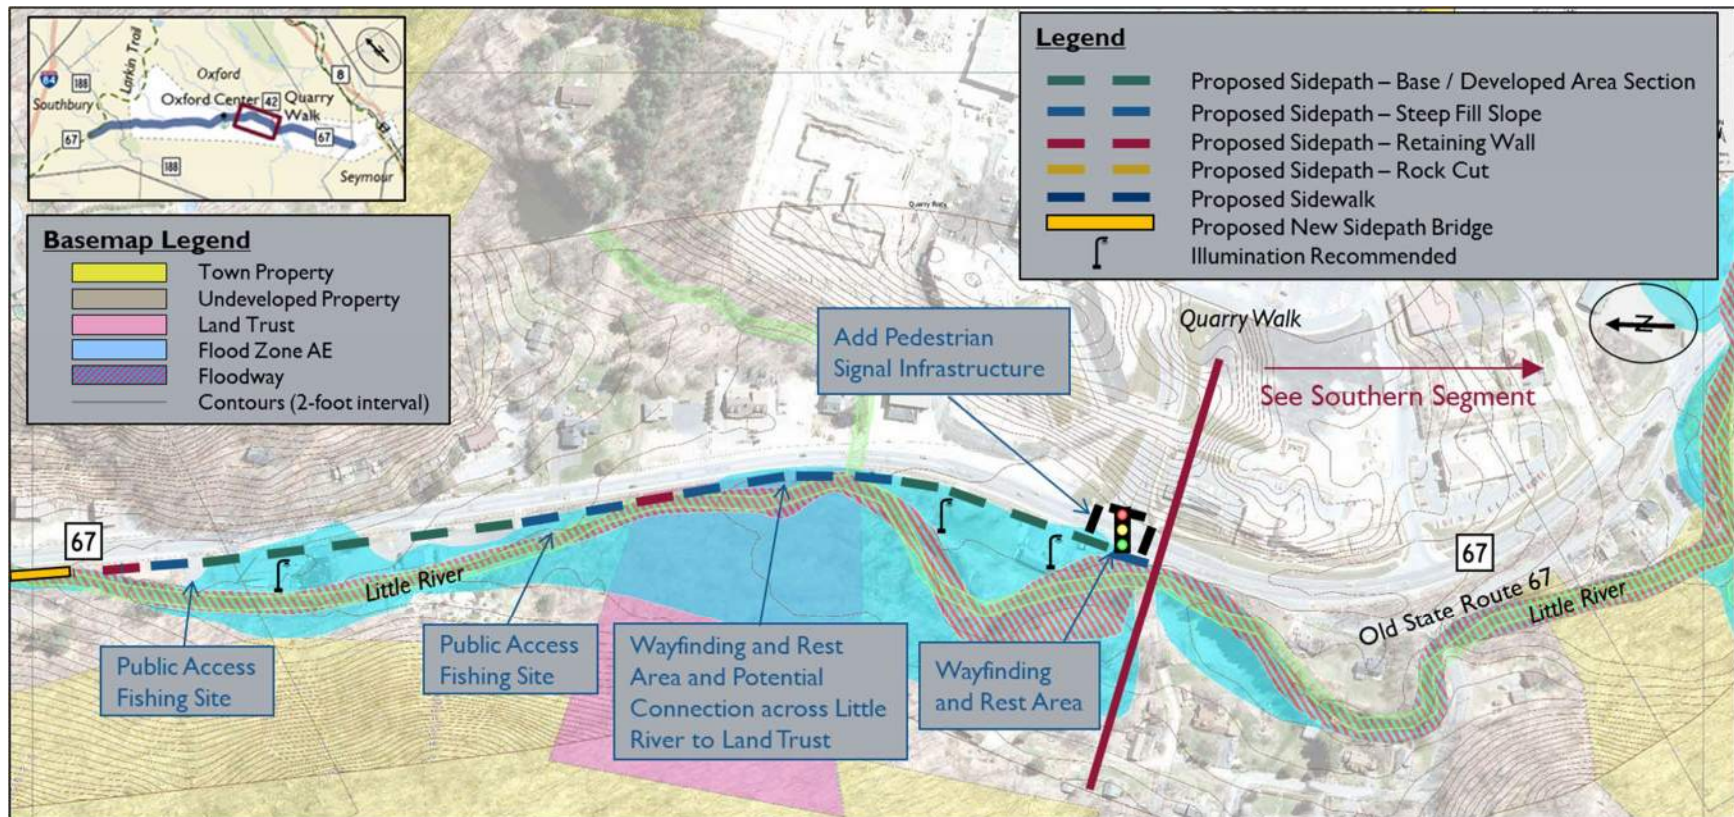 Larkin Trail
84
188
Oxford
8
Southbury
Oxford Center
42
Quarry
Walk
67
67
188
Seymour
Legend
Proposed Sidepath – Base / Developed Area Section
Proposed Sidepath – Steep Fill Slope
Proposed Sidepath – Retaining Wall
Proposed Sidepath – Rock Cut
Proposed Sidewalk
Proposed New Sidepath Bridge
Illumination Recommended
Basemap Legend
Town Property
Undeveloped Property
Land Trust
Flood Zone AE
Floodway
Contours (2-foot interval)
N
Quarry Walk
Add Pedestrian
Signal Infrastructure
See Southern Segment
67
67
Little River
Old State Route 67
Little River
Public Access
Fishing Site
Public Access
Fishing Site
Wayfinding and Rest
Area and Potential
Connection across Little
River to Land Trust
Wayfinding
and Rest Area